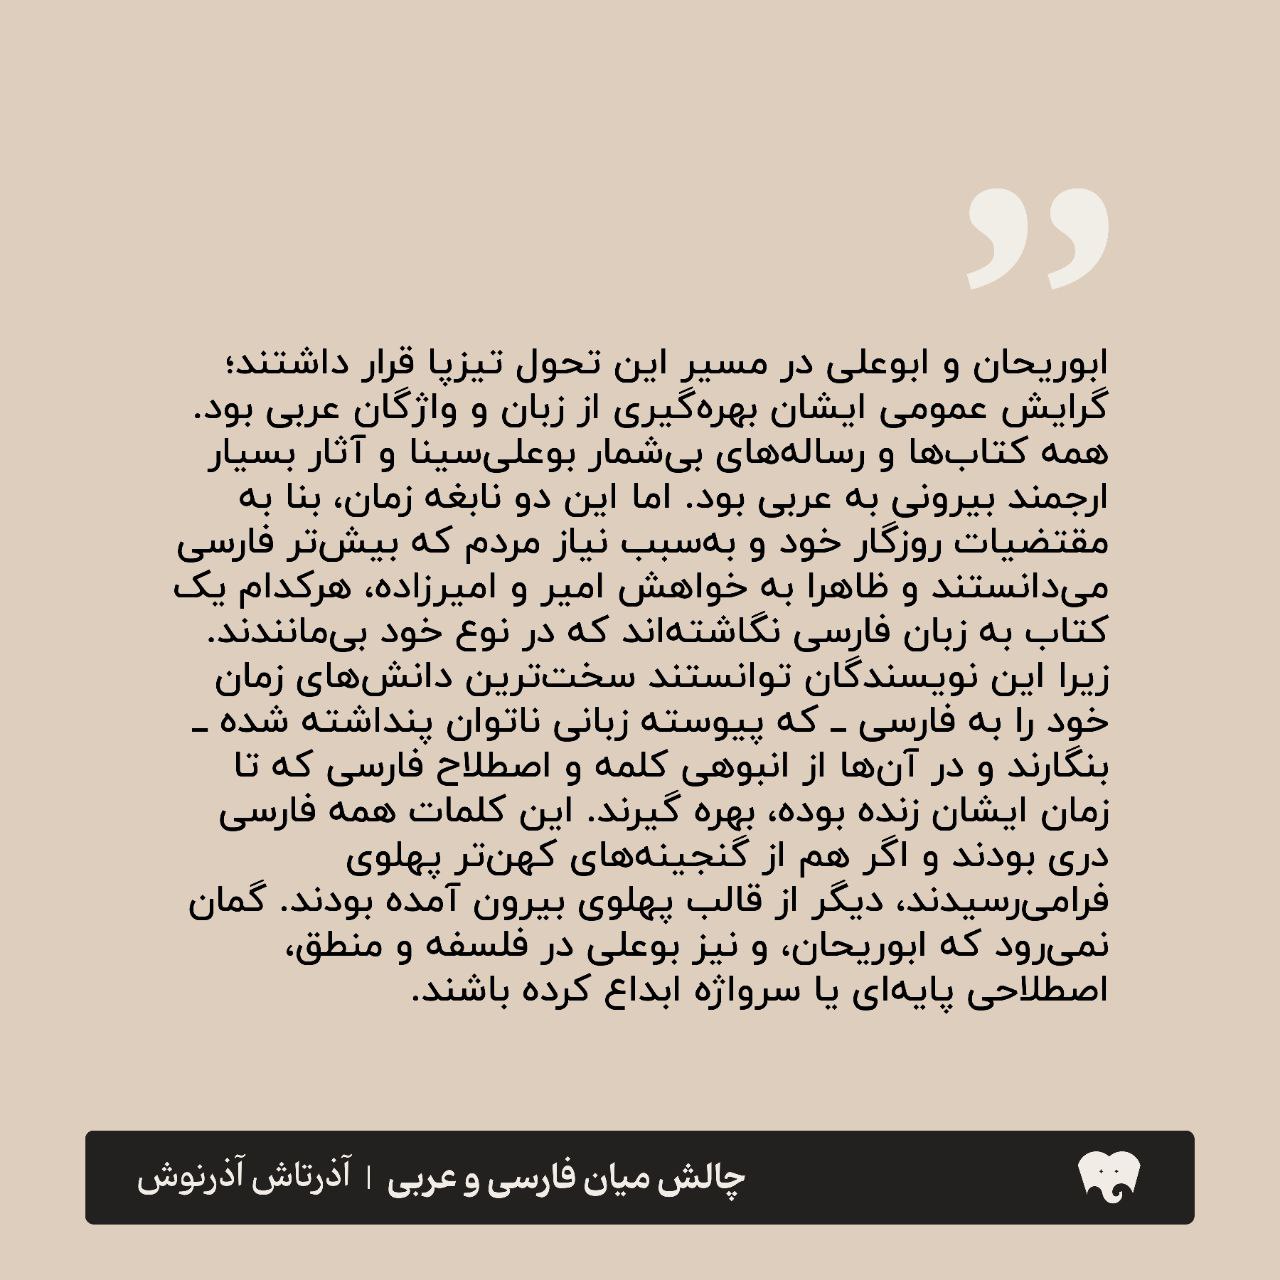 ابوریحان و ابوعلی در مسیر این تحول تیزپا قرار داشتند؛
گرایش عمومی ایشان بهره‌گیری از زبان و واژگان عربی بود.
همه کتاب‌ها و رساله‌های بی‌شمار بوعلی‌سینا و آثار بسیار
ارجمند بیرونی به عربی بود. اما این دو نابغه زمان، بنا به
مقتضیات روزگار خود و به‌سبب نیاز مردم که بیش‌تر فارسی
می‌دانستند و ظاهرا به خواهش امیر و امیرزاده، هرکدام یک
کتاب به زبان فارسی نگاشته‌اند که در نوع خود بی‌مانندند.
زیرا این نویسندگان توانستند سخت‌ترین دانش‌های زمان
خود را به فارسی ـ که پیوسته زبانی ناتوان پنداشته شده ـ
بنگارند و در آن‌ها از انبوهی کلمه و اصطلاح فارسی که تا
زمان ایشان زنده بوده، بهره گیرند. این کلمات همه فارسی
دری بودند و اگر هم از گنجینه‌های کهن‌تر پهلوی
فرامی‌رسیدند، دیگر از قالب پهلوی بیرون آمده بودند. گمان
نمی‌رود که ابوریحان، و نیز بوعلی در فلسفه و منطق،
اصطلاحی پایه‌ای یا سرواژه ابداع کرده باشند.
چالش میان فارسی و عربی | آذرتاش آذرنوش